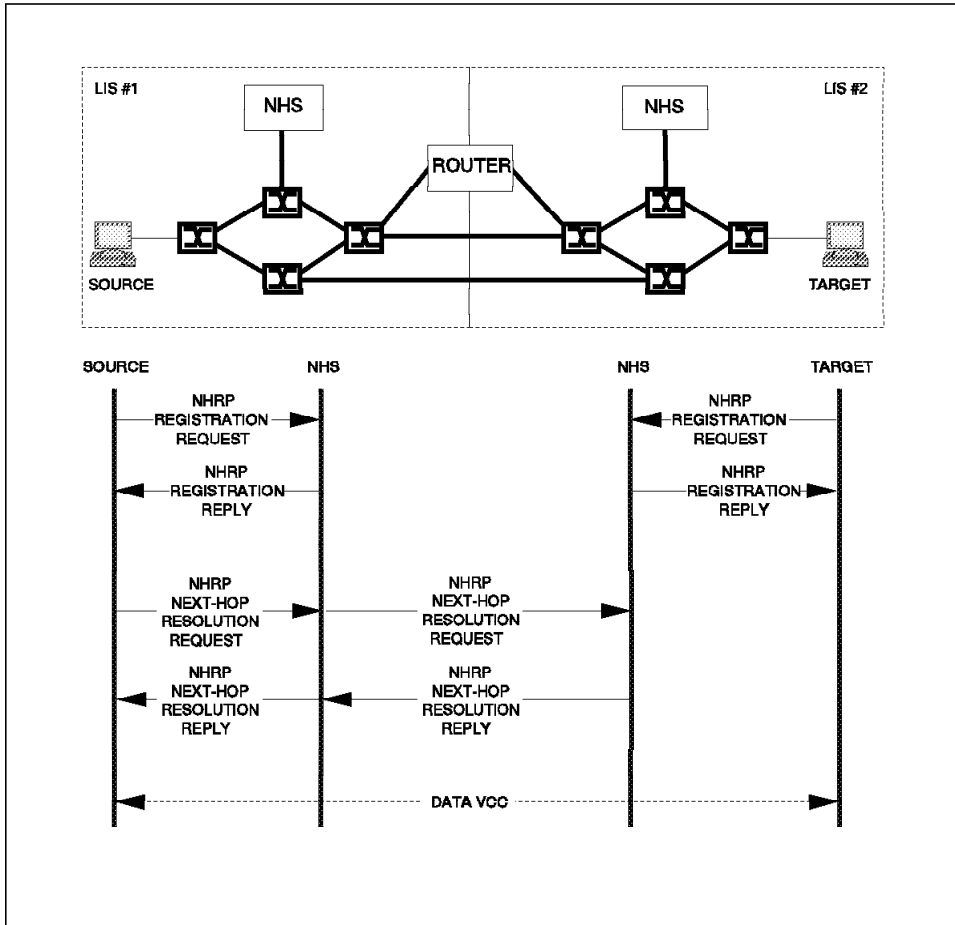 LIS #1
LIS #2
NHS
NHS
ROUTER
SOURCE
TARGET
SOURCE
NHS
NHS
TARGET
NHRP
REGISTRATION
REQUEST
NHRP
REGISTRATION
REQUEST
NHRP
REGISTRATION
REPLY
NHRP
REGISTRATION
REPLY
NHRP
NEXT-HOP
RESOLUTION
REQUEST
NHRP
NEXT-HOP
RESOLUTION
REQUEST
NHRP
NEXT-HOP
RESOLUTION
REPLY
NHRP
NEXT-HOP
RESOLUTION
REPLY
DATA VCC